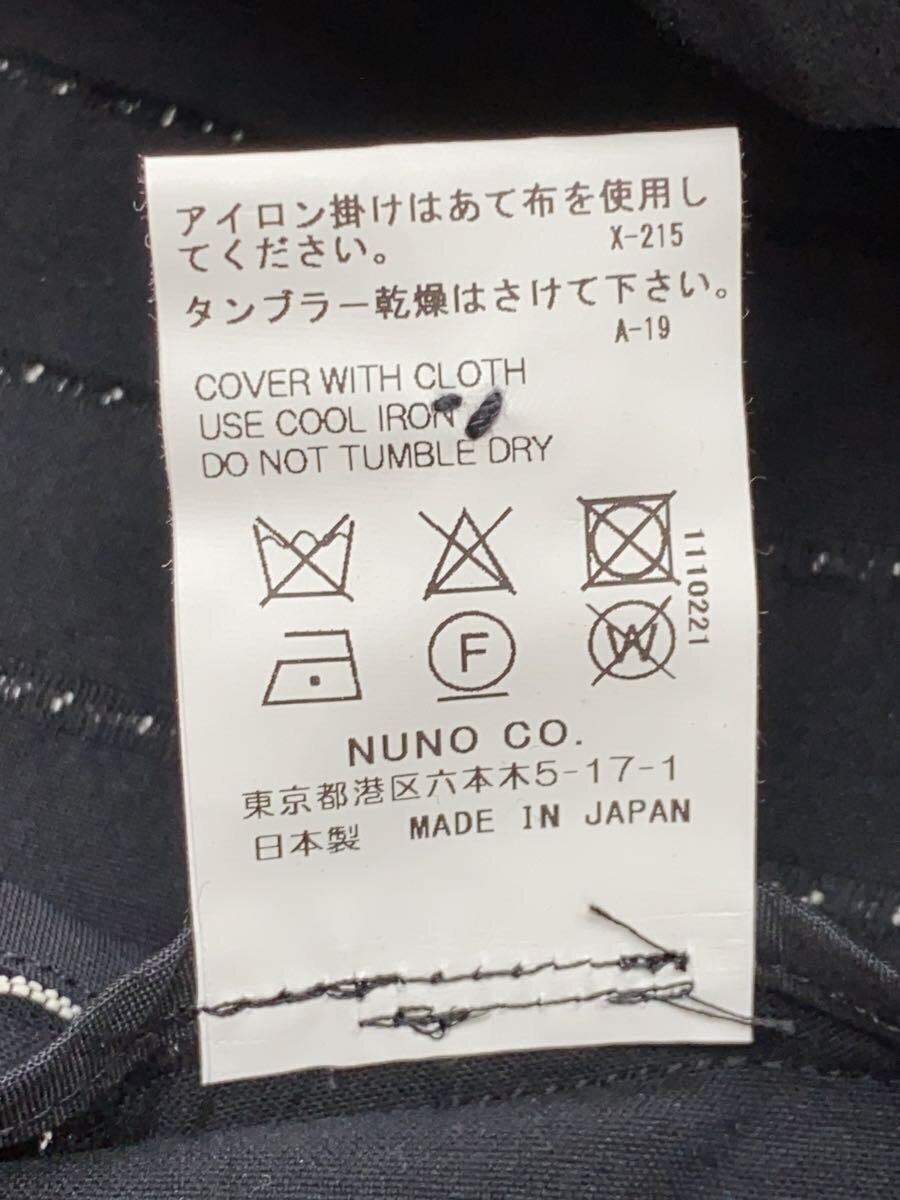 アイロン掛けはあて布を使用し
てください。
X-215
タンブラー乾燥はさけて下さい。
A-19
COVER WITH CLOTH
USE COOL IRON
DO NOT TUMBLE DRY
1110221
F
W
NUNO CO.
東京都港区六本木5-17-1
日本製 MADE IN JAPAN